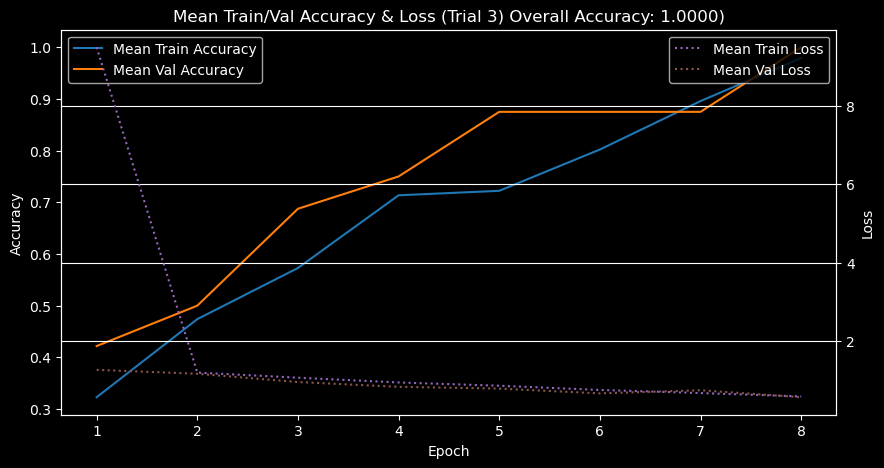 Mean Train/Val Accuracy & Loss (Trial 3) Overall Accuracy: 1.0000)
Mean Train Accuracy
Mean Val Accuracy
Mean Train Loss
Mean Val Loss
Accuracy
1.0
0.9
0.8
0.7
0.6
0.5
0.4
0.3
8
6
4
2
Loss
1 2 3 4 5 6 7 8
Epoch